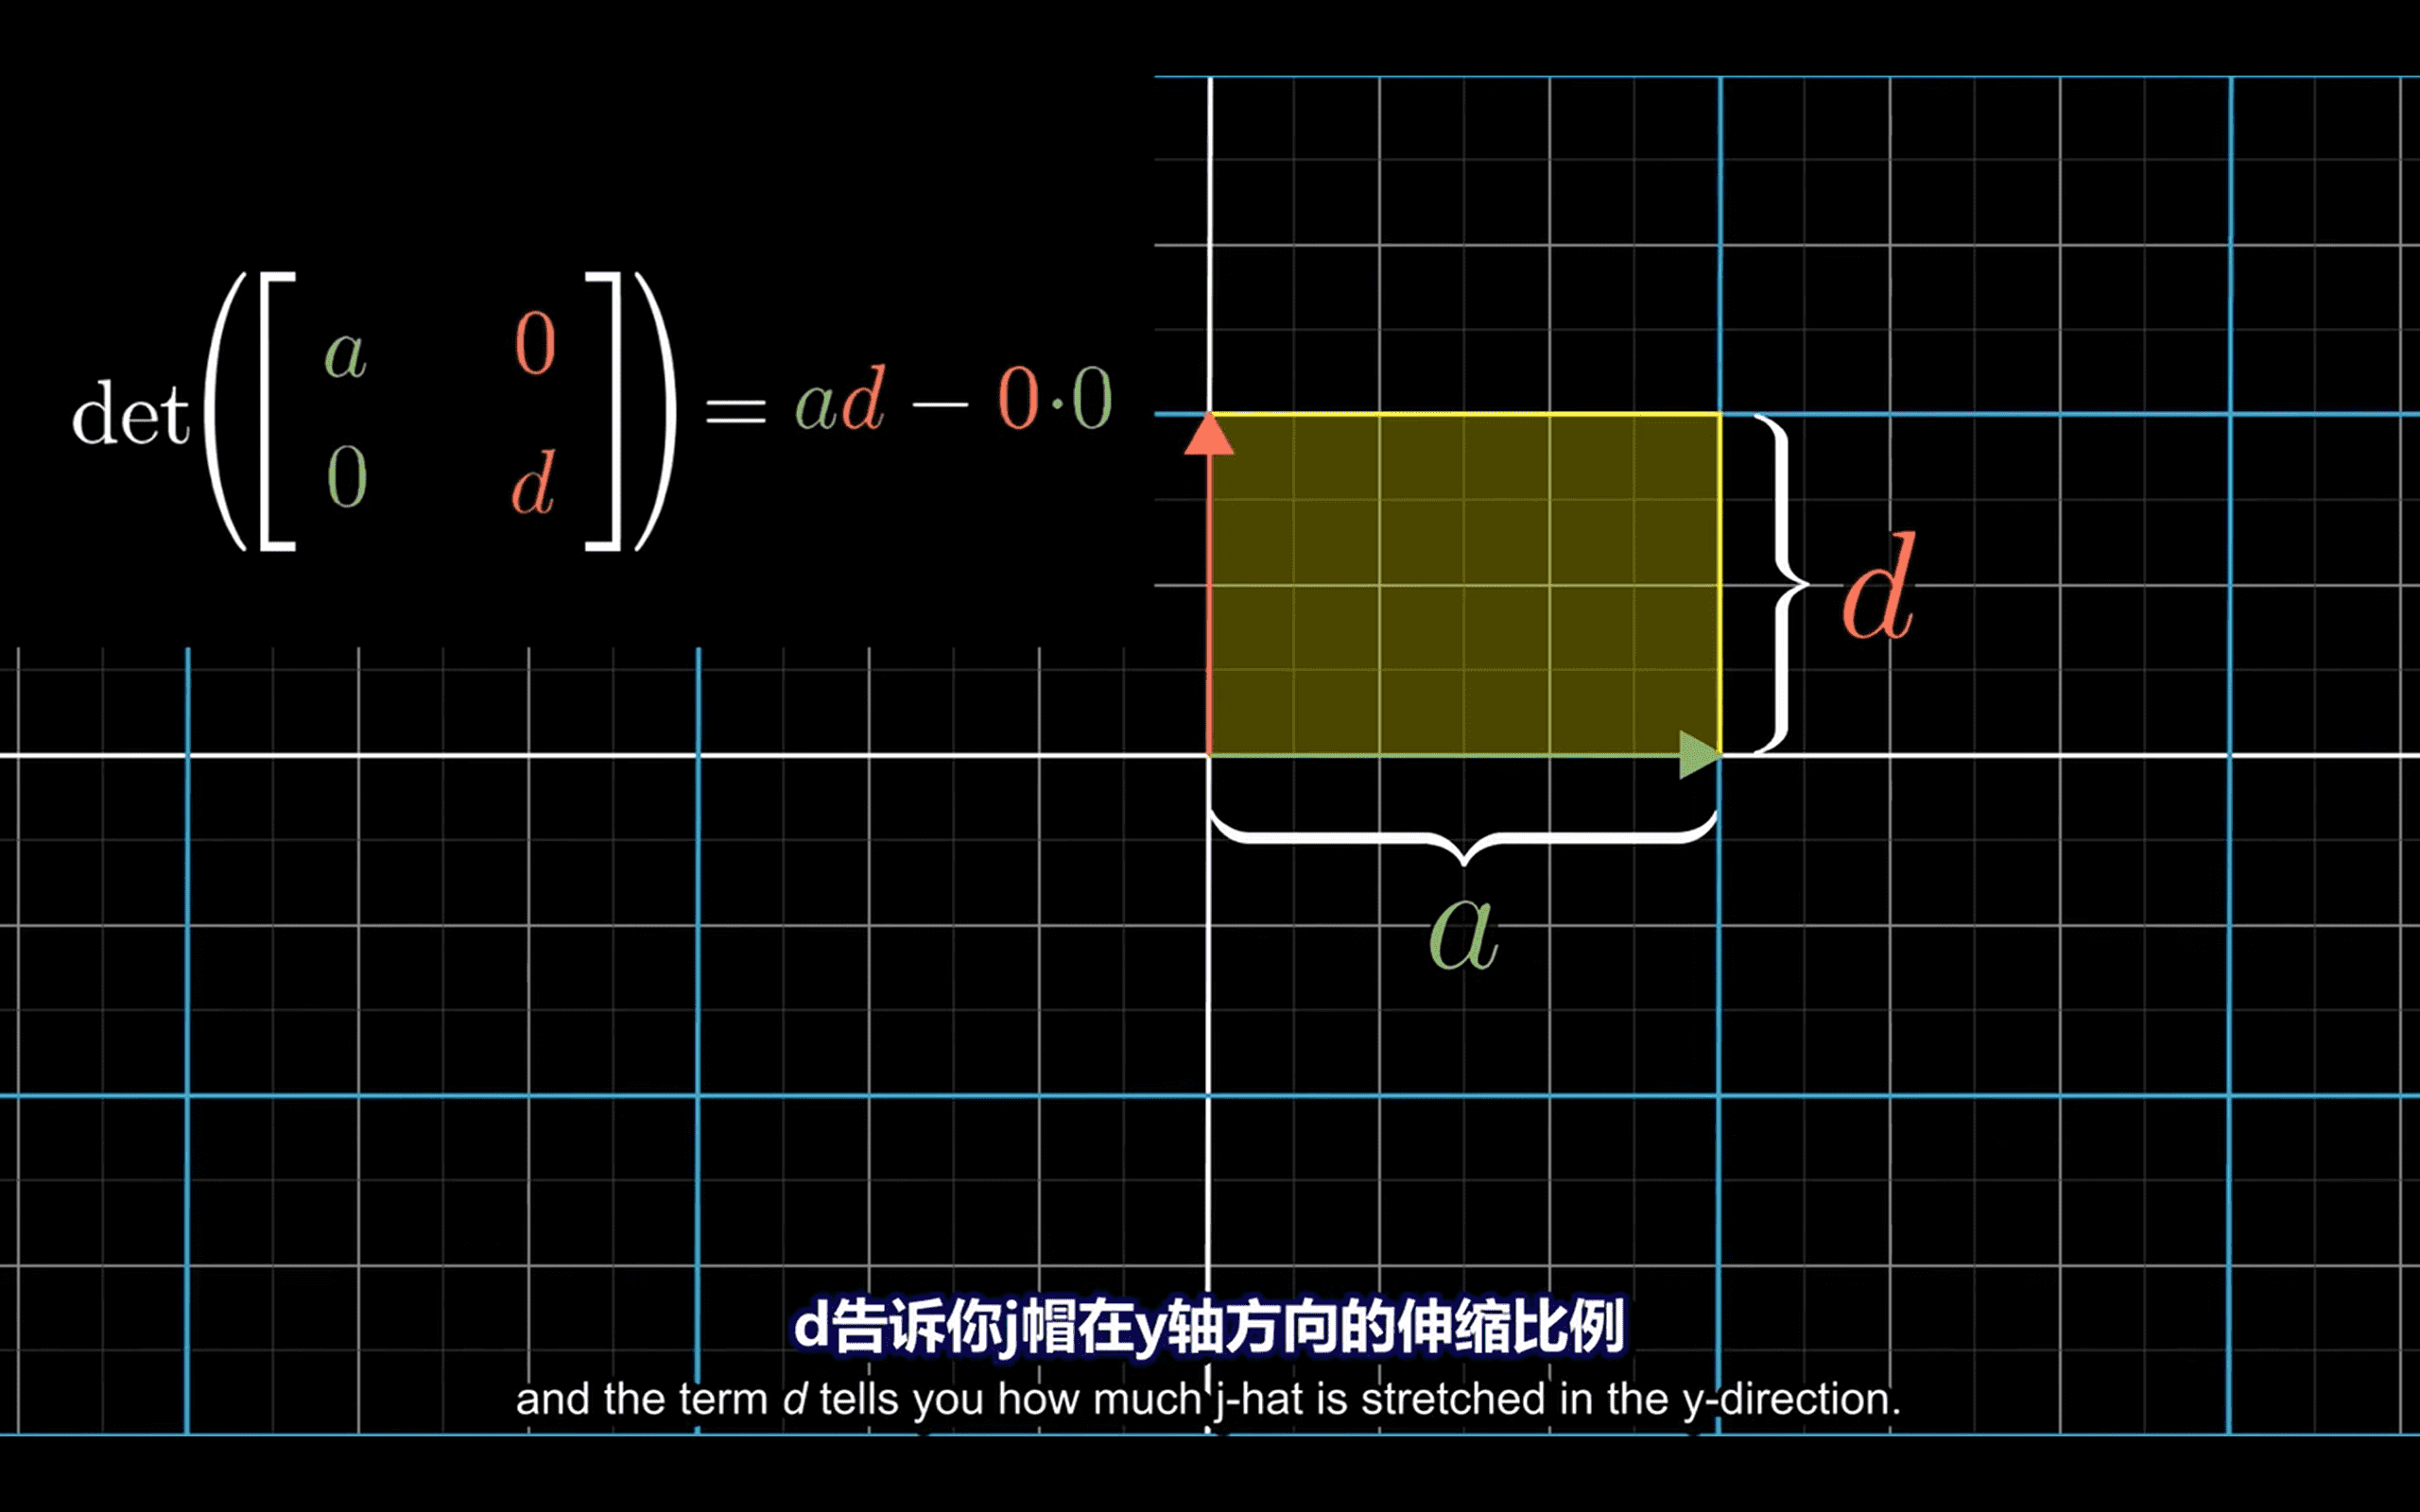 det([a 0
0 d]) = ad − 0·0
d
a
d告诉你j帽在y轴方向的伸缩比例
and the term d tells you how much j-hat is stretched in the y-direction.